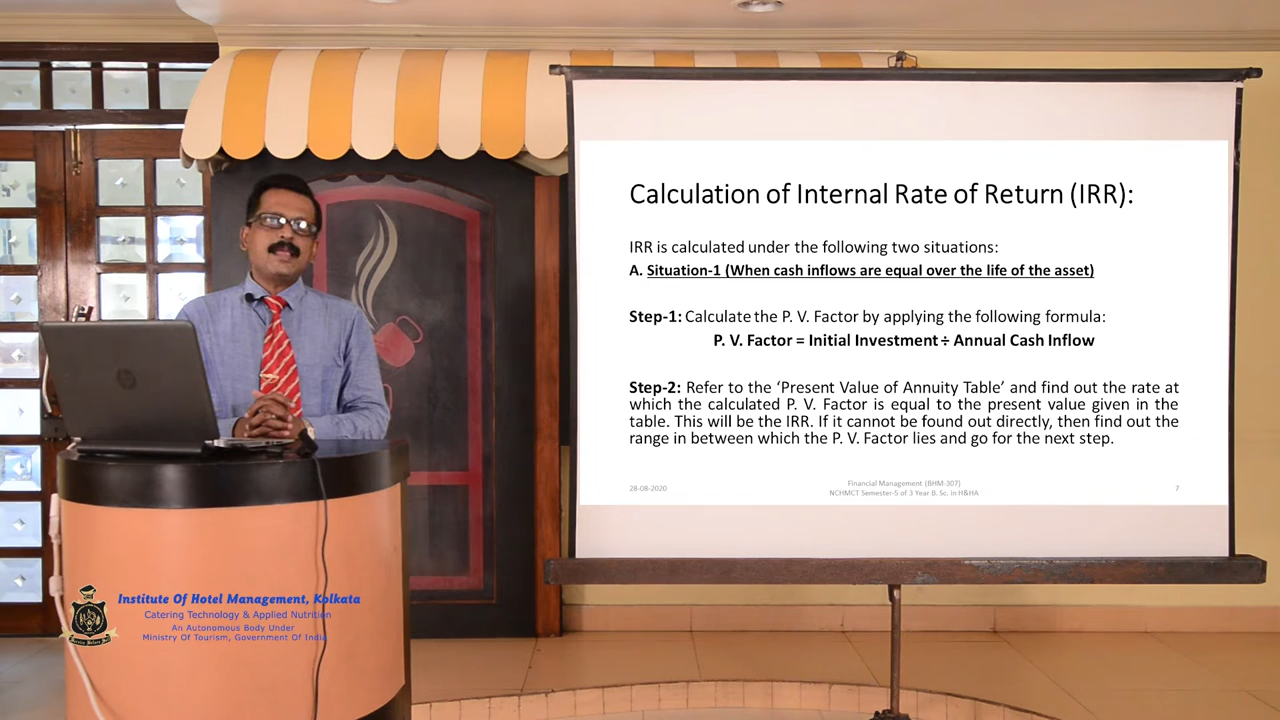 Calculation of Internal Rate of Return (IRR):
IRR is calculated under the following two situations:
A. Situation-1 (When cash inflows are equal over the life of the asset)
Step-1: Calculate the P. V. Factor by applying the following formula:
P. V. Factor = Initial Investment ÷ Annual Cash Inflow
Step-2: Refer to the ‘Present Value of Annuity Table’ and find out the rate at
which the calculated P. V. Factor is equal to the present value given in the
table. This will be the IRR. If it cannot be found out directly, then find out the
range in between which the P. V. Factor lies and go for the next step.
28-08-2020
Financial Management (BHM-307)
NCHMCT Semester-5 of 3 Year B. Sc. in H&HA
7
Institute Of Hotel Management, Kolkata
Catering Technology & Applied Nutrition
An Autonomous Body Under
Ministry Of Tourism, Government Of India